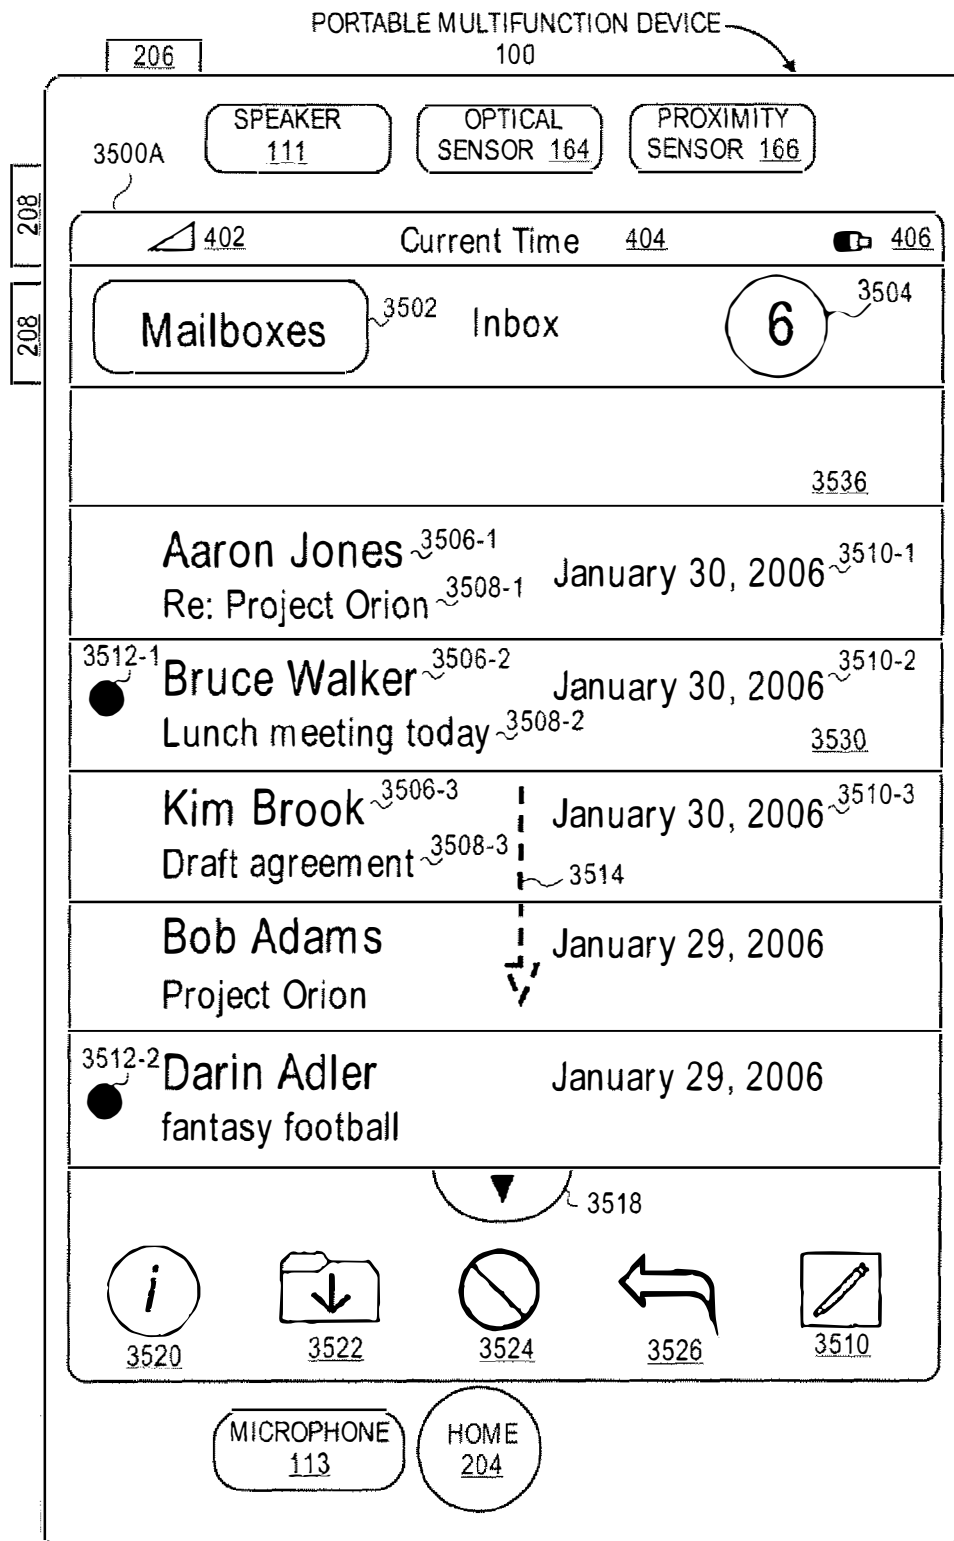 PORTABLE MULTIFUNCTION DEVICE
100
206
SPEAKER
111
OPTICAL
SENSOR 164
PROXIMITY
SENSOR 166
3500A
208
402
Current Time
404
406
208
Mailboxes
3502
Inbox
6
3504
3536
Aaron Jones 3506-1
Re: Project Orion 3508-1
January 30, 2006 3510-1
3512-1
Bruce Walker 3506-2
Lunch meeting today 3508-2
January 30, 2006 3510-2
3530
Kim Brook 3506-3
Draft agreement 3508-3
January 30, 2006 3510-3
3514
Bob Adams
Project Orion
January 29, 2006
3512-2
Darin Adler
fantasy football
January 29, 2006
3518
i
3520
3522
3524
3526
3510
MICROPHONE
113
HOME
204